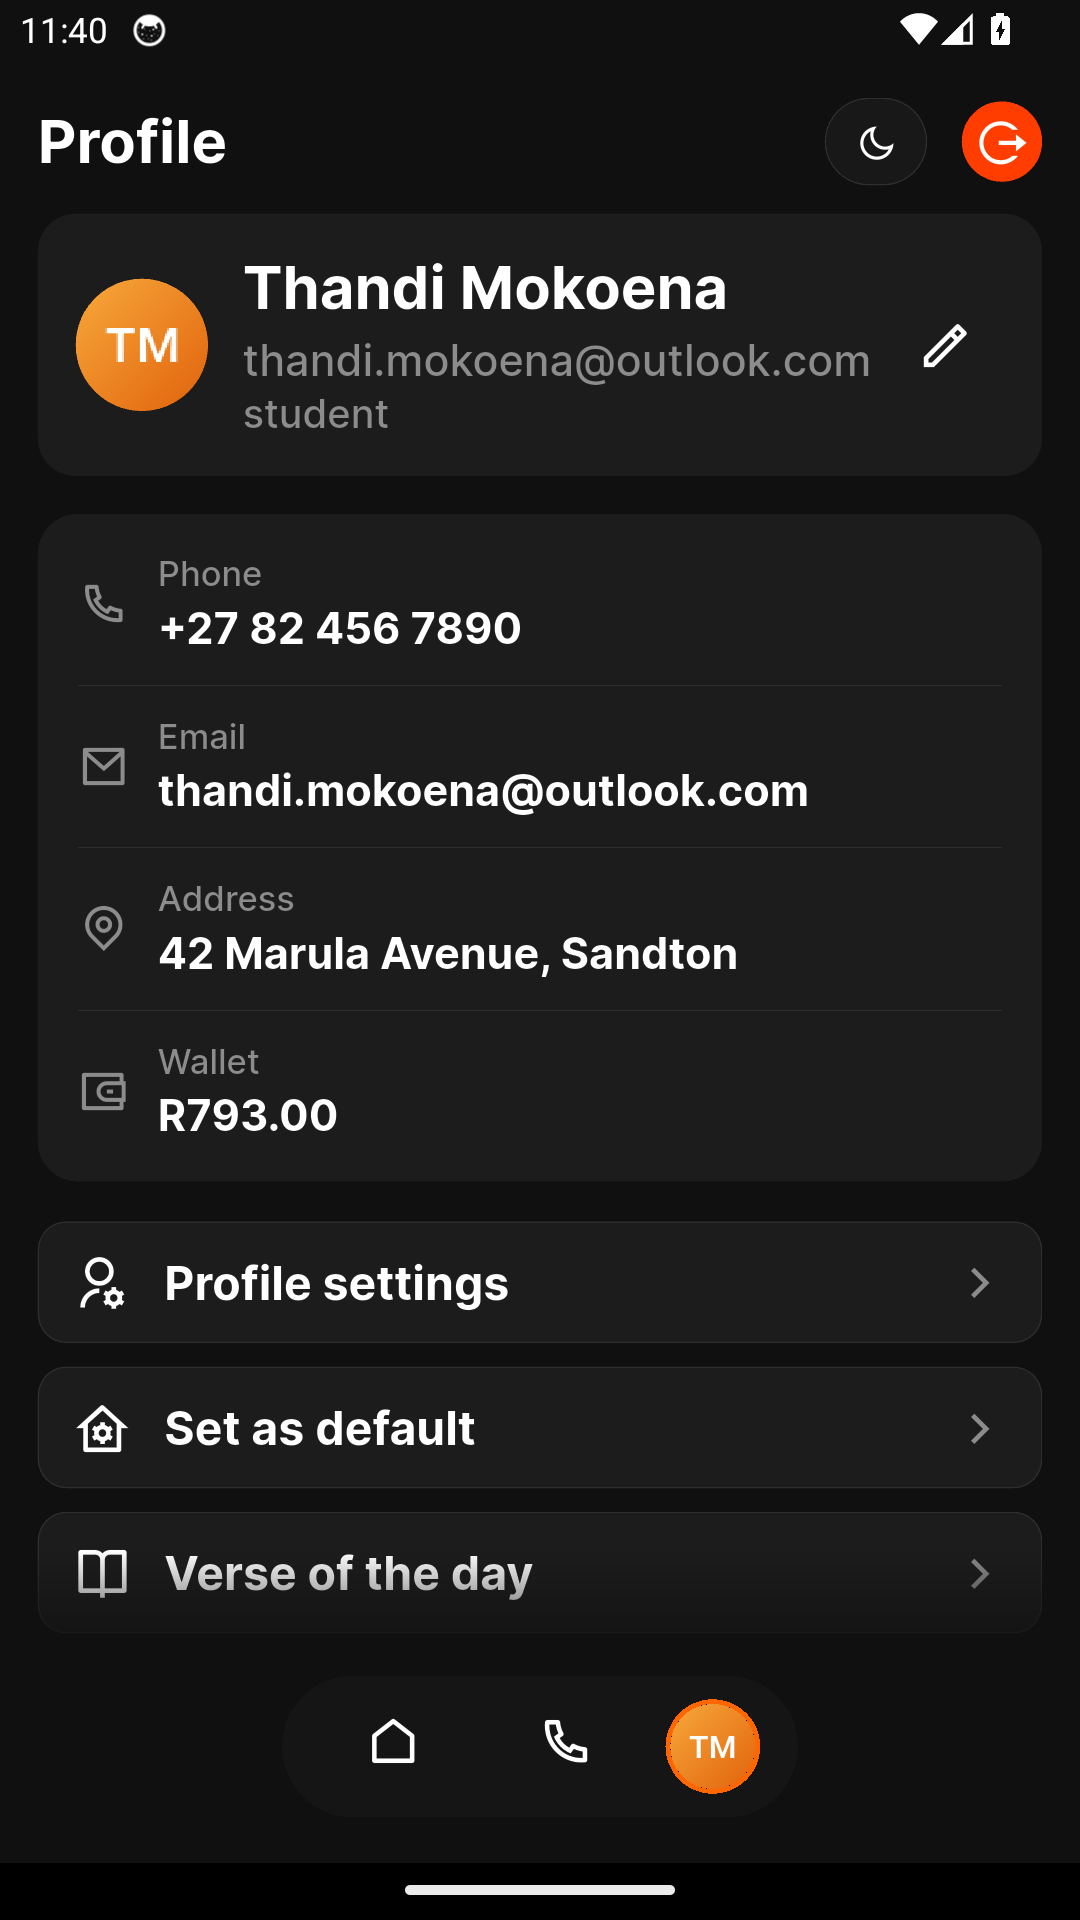 11:40
Profile
TM
Thandi Mokoena
thandi.mokoena@outlook.com
student
Phone
+27 82 456 7890
Email
thandi.mokoena@outlook.com
Address
42 Marula Avenue, Sandton
Wallet
R793.00
Profile settings
Set as default
Verse of the day
TM